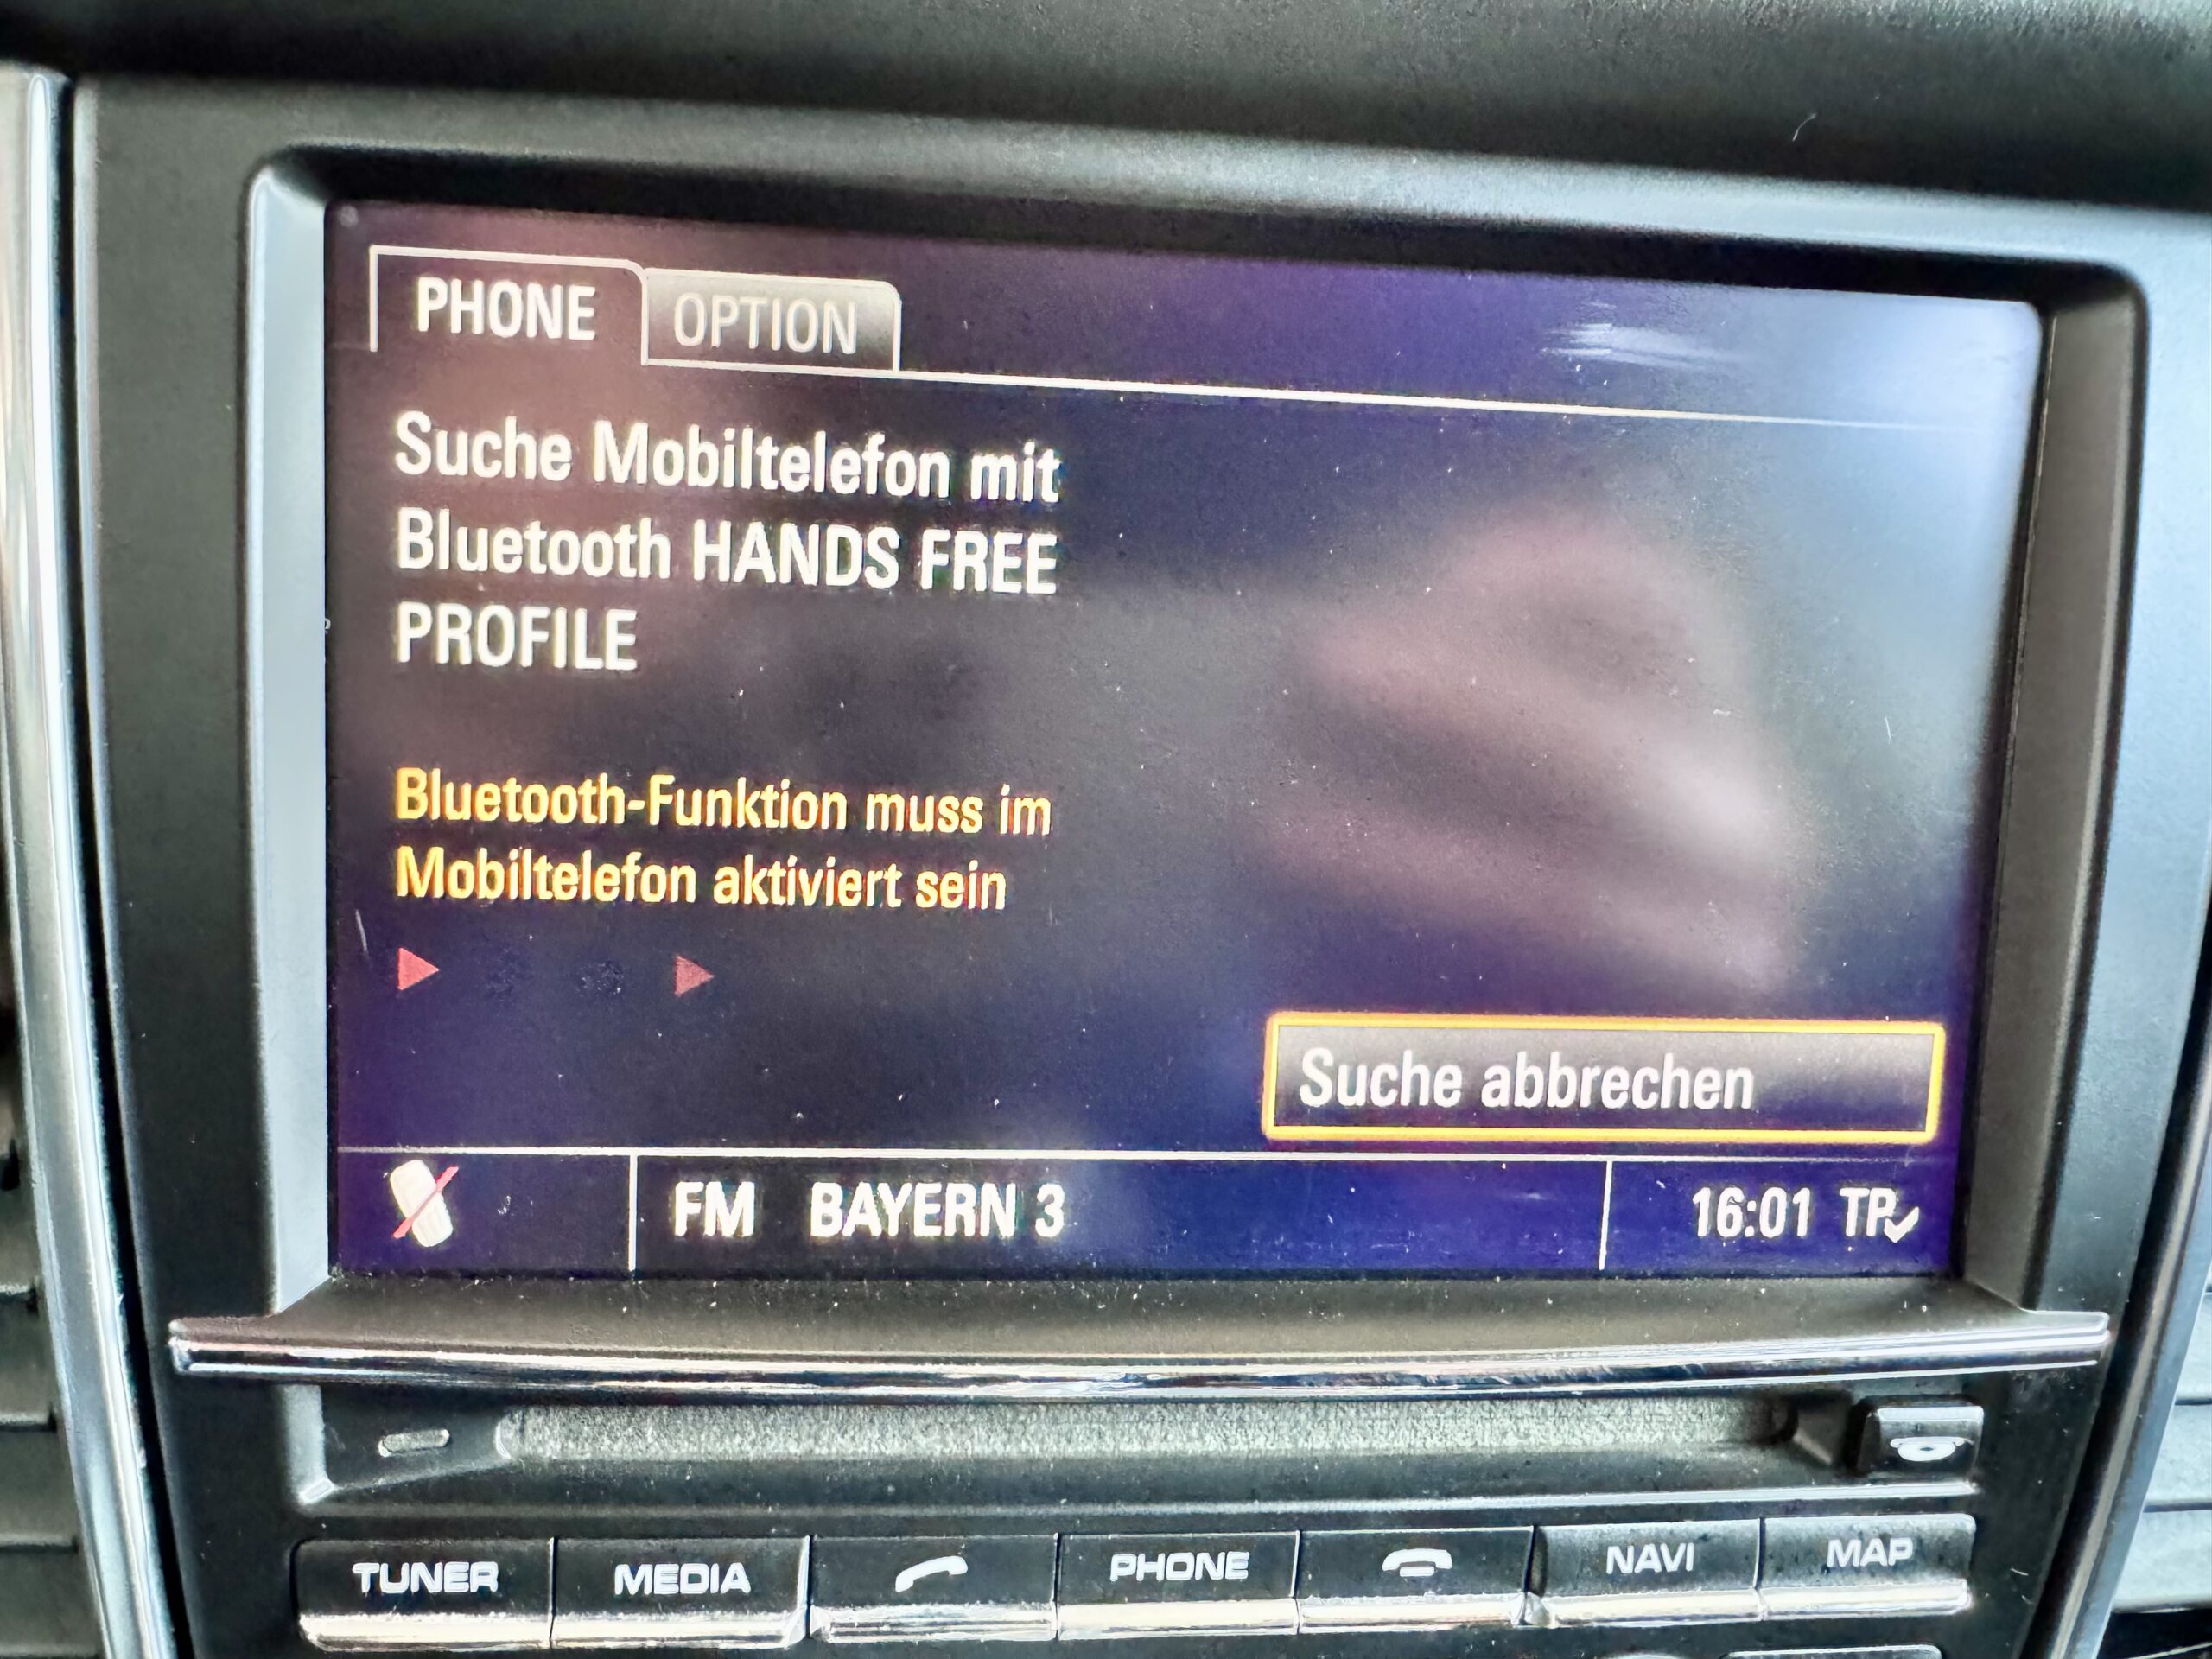 PHONE OPTION
Suche Mobiltelefon mit
Bluetooth HANDS FREE
PROFILE
Bluetooth-Funktion muss im
Mobiltelefon aktiviert sein
Suche abbrechen
FM BAYERN 3 16:01 TP
TUNER MEDIA PHONE NAVI MAP